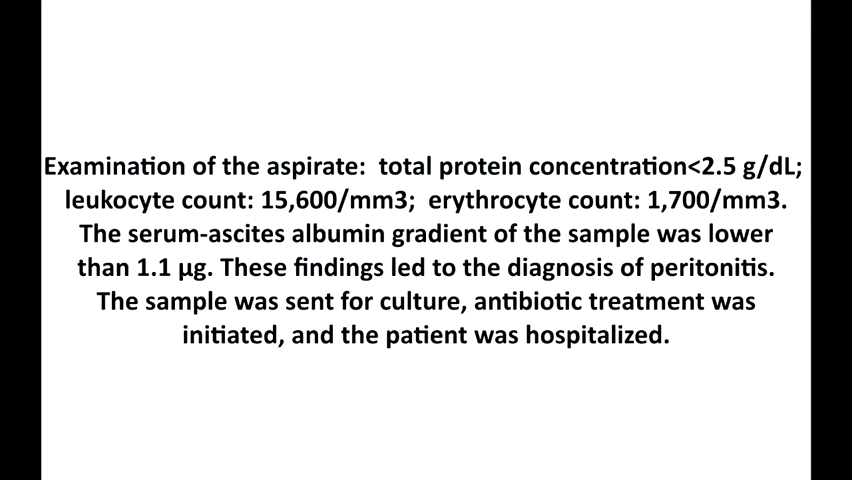 Examination of the aspirate:  total protein concentration<2.5 g/dL;
leukocyte count: 15,600/mm3;  erythrocyte count: 1,700/mm3.
The serum-ascites albumin gradient of the sample was lower
than 1.1 µg. These findings led to the diagnosis of peritonitis.
The sample was sent for culture, antibiotic treatment was
initiated, and the patient was hospitalized.